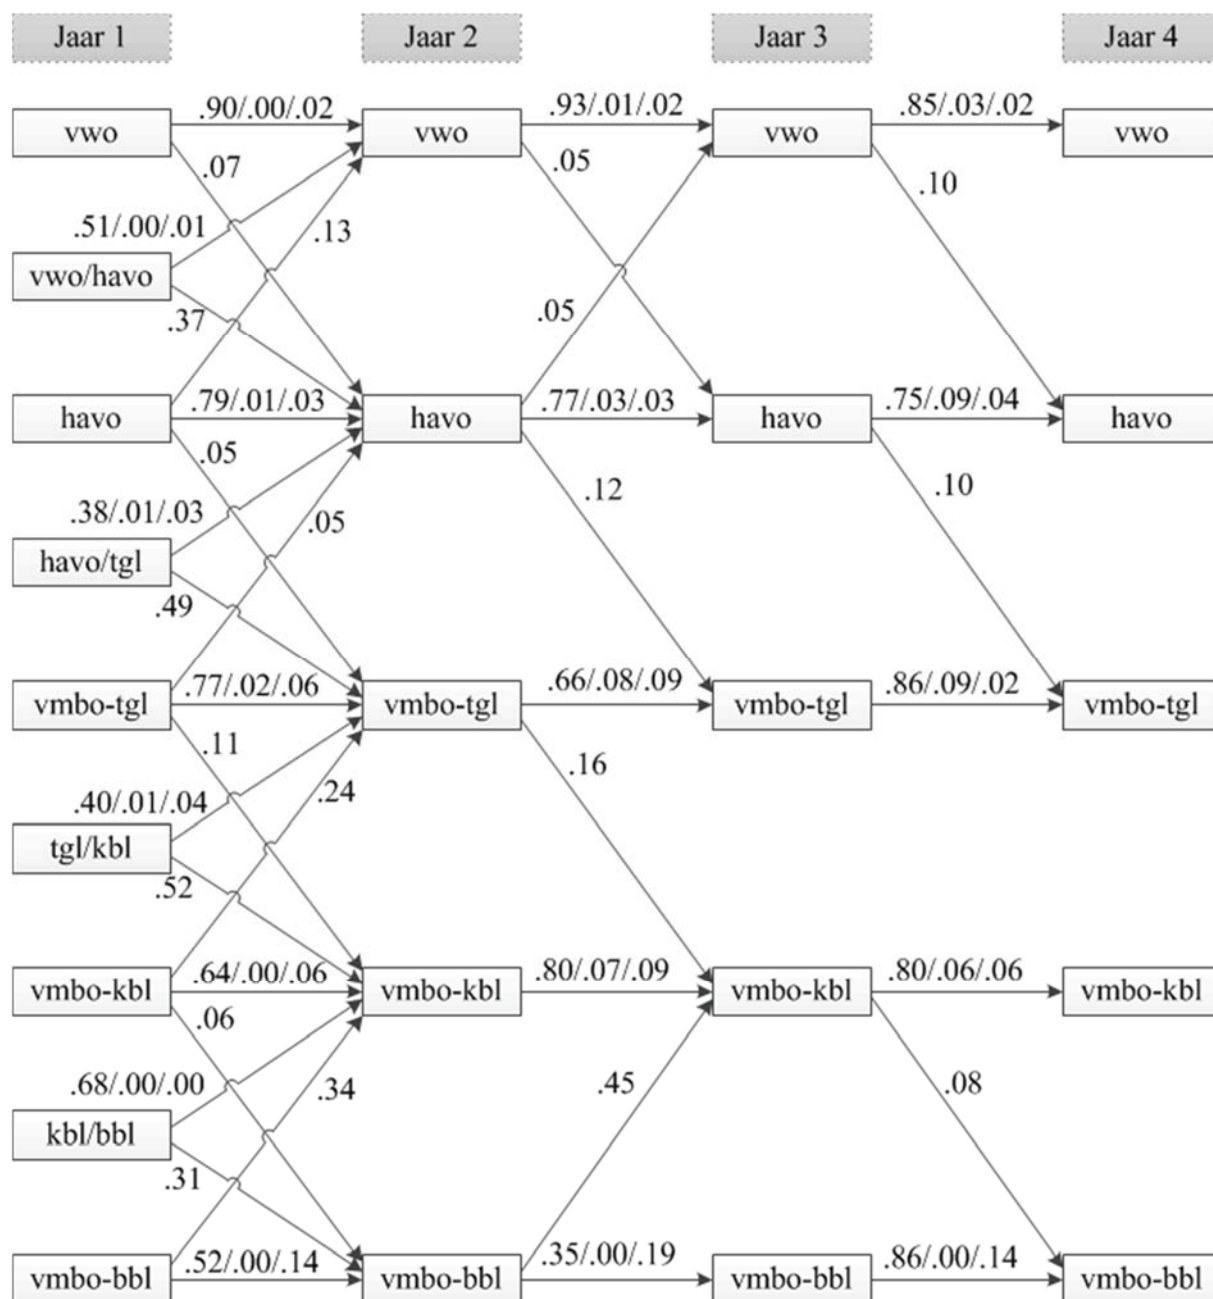 Jaar 1 Jaar 2 Jaar 3 Jaar 4
.90/.00/.02 .93/.01/.02 .85/.03/.02
vwo vwo vwo vwo
.07 .05 .10
.51/.00/.01 .13
vwo/havo
.37 .05
.79/.01/.03 .77/.03/.03 .75/.09/.04
havo havo havo havo
.05 .12 .10
.38/.01/.03 .05
havo/tgl
.49
.77/.02/.06 .66/.08/.09 .86/.09/.02
vmbo-tgl vmbo-tgl vmbo-tgl vmbo-tgl
.11 .16
.40/.01/.04 .24
tgl/kbl
.52
.64/.00/.06 .80/.07/.09 .80/.06/.06
vmbo-kbl vmbo-kbl vmbo-kbl vmbo-kbl
.06
.68/.00/.00 .34 .45 .08
kbl/bbl
.31
.52/.00/.14 .35/.00/.19 .86/.00/.14
vmbo-bbl vmbo-bbl vmbo-bbl vmbo-bbl